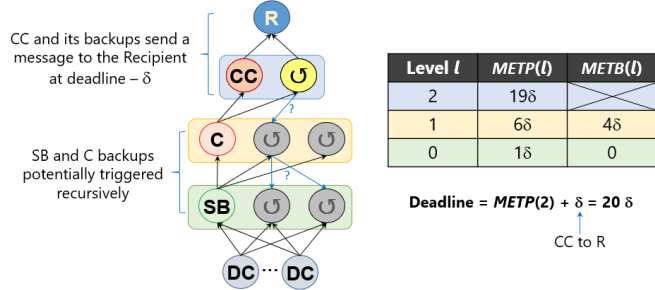 R
CC and its backups send a
message to the Recipient
at deadline – δ
CC ↺
?
C ↺ ↺
SB and C backups
potentially triggered
recursively
?
SB ↺ ↺
DC ... DC
Level l METP(l) METB(l)
2 19δ
1 6δ 4δ
0 1δ 0
Deadline = METP(2) + δ = 20 δ
CC to R